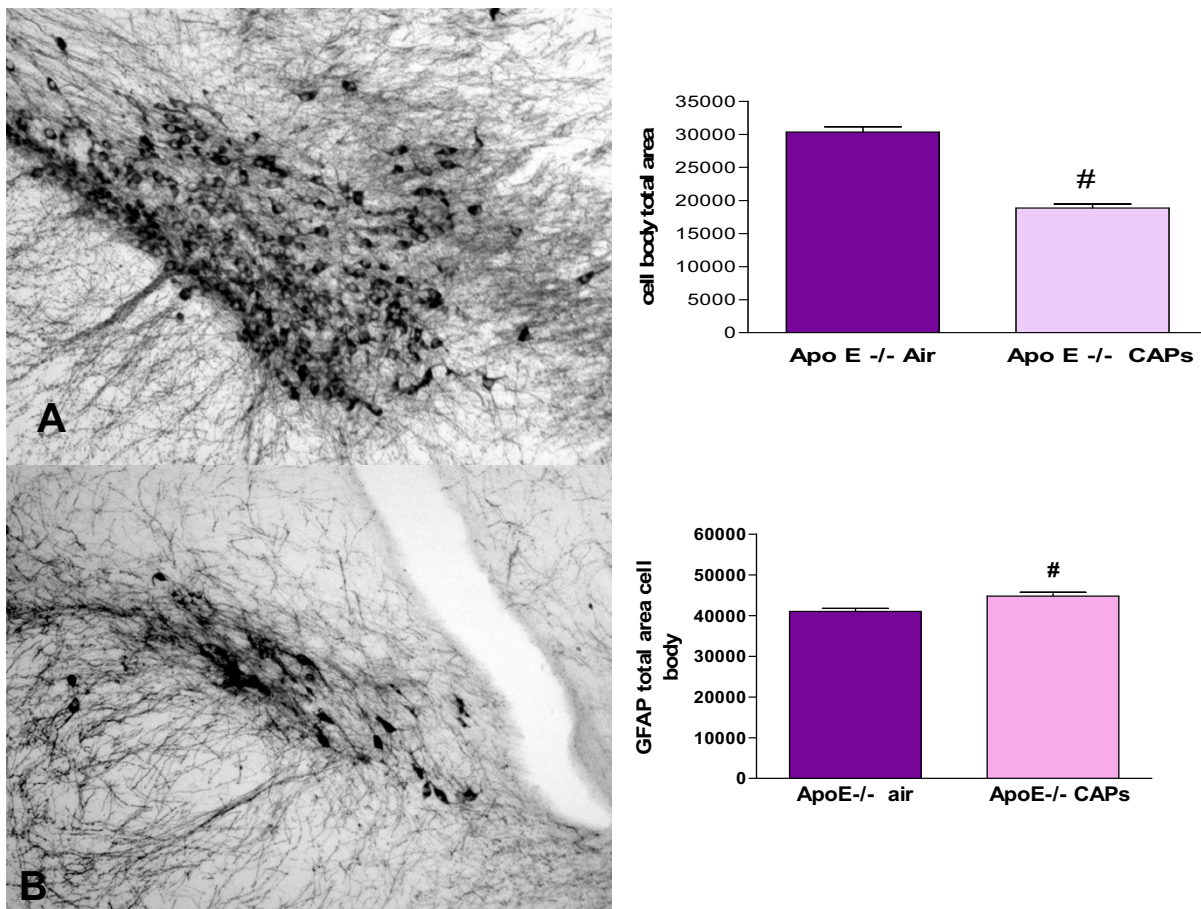 A
cell body total area
35000
30000
25000
20000
15000
10000
5000
0
#
Apo E -/- Air
Apo E -/- CAPs
B
GFAP total area cell
body
60000
50000
40000
30000
20000
10000
0
#
ApoE-/- air
ApoE-/- CAPs